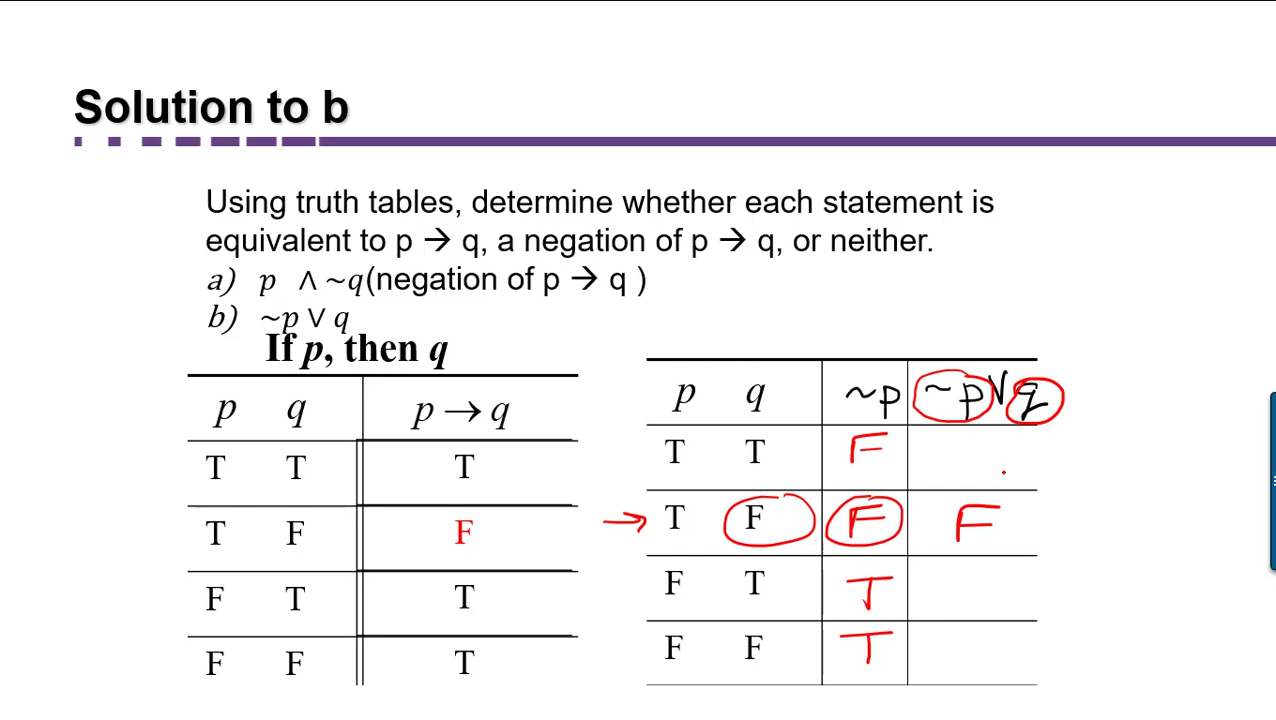 Solution to b
Using truth tables, determine whether each statement is
equivalent to p → q, a negation of p → q, or neither.
a) p ∧ ~q(negation of p → q )
b) ~p ∨ q
If p, then q
p q p → q
T T T
T F F
F T T
F F T
p q ~p ~p∨q
T T F
→ T F F F
F T T
F F T